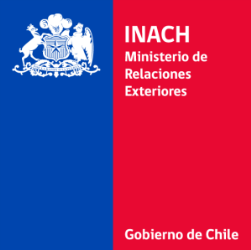 INACH
Ministerio de
Relaciones
Exteriores
Gobierno de Chile